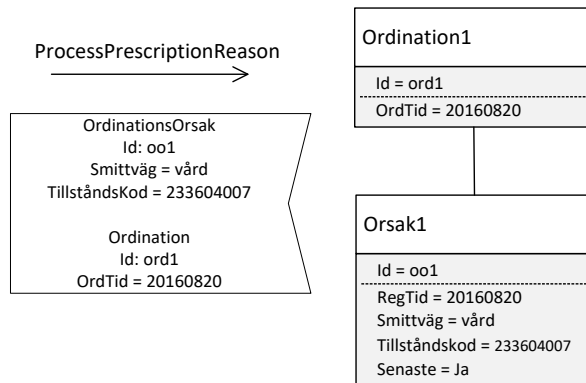 ProcessPrescriptionReason
OrdinationsOrsak
Id: oo1
Smittväg = vård
TillståndsKod = 233604007
Ordination
Id: ord1
OrdTid = 20160820
Ordination1
Id = ord1
OrdTid = 20160820
Orsak1
Id = oo1
RegTid = 20160820
Smittväg = vård
Tillståndskod = 233604007
Senaste = Ja